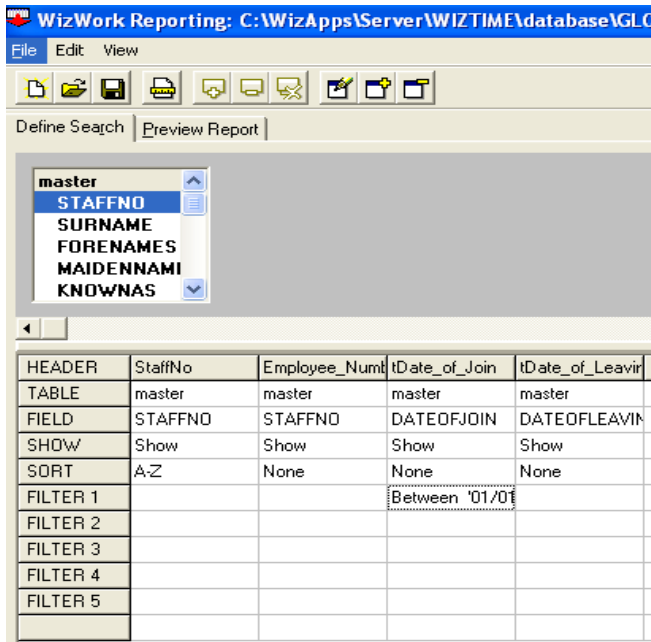 WizWork Reporting: C:\WizApps\Server\WIZTIME\database\GLO
File Edit View
Define Search Preview Report
master
STAFFNO
SURNAME
FORENAMES
MAIDENNAMI
KNOWNAS
HEADER StaffNo Employee_Numb tDate_of_Join tDate_of_Leavin
TABLE master master master master
FIELD STAFFNO STAFFNO DATEOFJOIN DATEOFLEAVIN
SHOW Show Show Show Show
SORT A-Z None None None
FILTER 1 Between '01/01
FILTER 2
FILTER 3
FILTER 4
FILTER 5